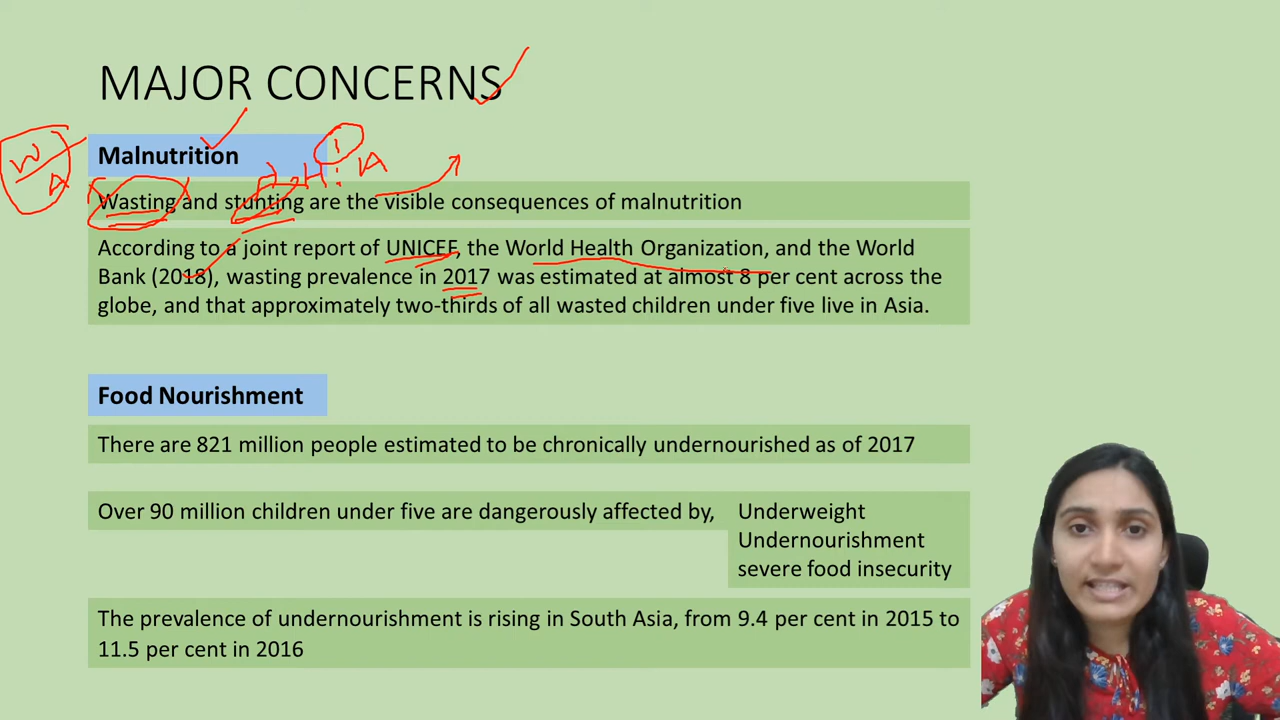 MAJOR CONCERNS
Malnutrition
W
A
H
1
A
Wasting and stunting are the visible consequences of malnutrition
According to a joint report of UNICEF, the World Health Organization, and the World
Bank (2018), wasting prevalence in 2017 was estimated at almost 8 per cent across the
globe, and that approximately two-thirds of all wasted children under five live in Asia.
Food Nourishment
There are 821 million people estimated to be chronically undernourished as of 2017
Over 90 million children under five are dangerously affected by,
Underweight
Undernourishment
severe food insecurity
The prevalence of undernourishment is rising in South Asia, from 9.4 per cent in 2015 to
11.5 per cent in 2016